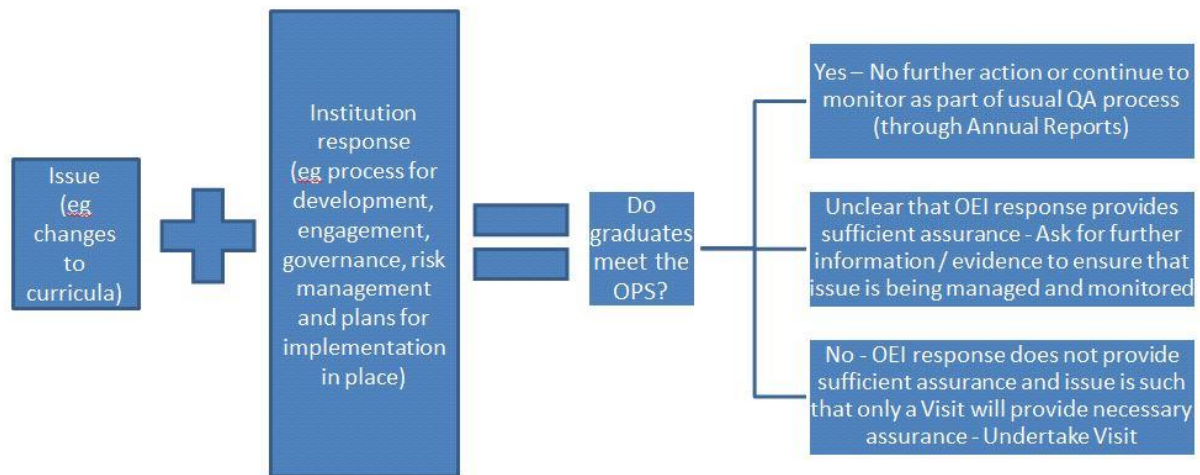 Issue
(eg
changes
to
curricula)
Institution
response
(eg process for
development,
engagement,
governance, risk
management
and plans for
implementation
in place)
Do
graduates
meet the
OPS?
Yes – No further action or continue to
monitor as part of usual QA process
(through Annual Reports)
Unclear that OEI response provides
sufficient assurance - Ask for further
information / evidence to ensure that
issue is being managed and monitored
No - OEI response does not provide
sufficient assurance and issue is such
that only a Visit will provide necessary
assurance - Undertake Visit